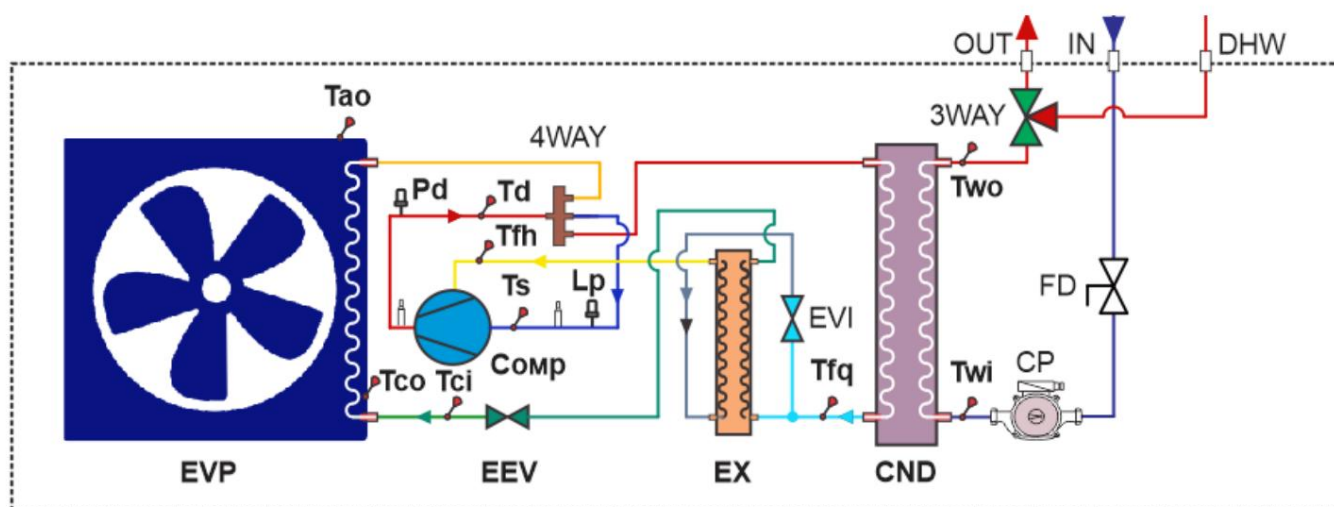 OUT IN DHW
Tao
4WAY 3WAY
Pd Td Two
Tfh
Ts Lp FD
EVI
Comp
Tco Tci Tfq Twi CP
EVP EEV EX CND